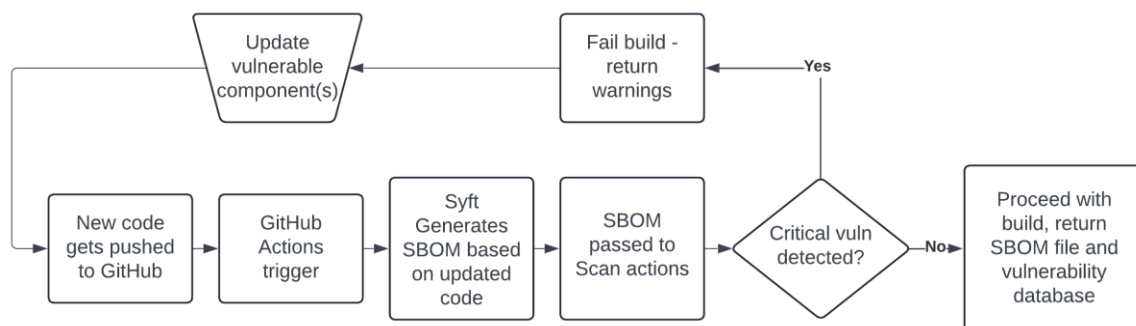 Update
vulnerable
component(s)
Fail build -
return
warnings
Yes
New code
gets pushed
to GitHub
GitHub
Actions
trigger
Syft
Generates
SBOM based
on updated
code
SBOM
passed to
Scan actions
Critical vuln
detected?
No
Proceed with
build, return
SBOM file and
vulnerability
database